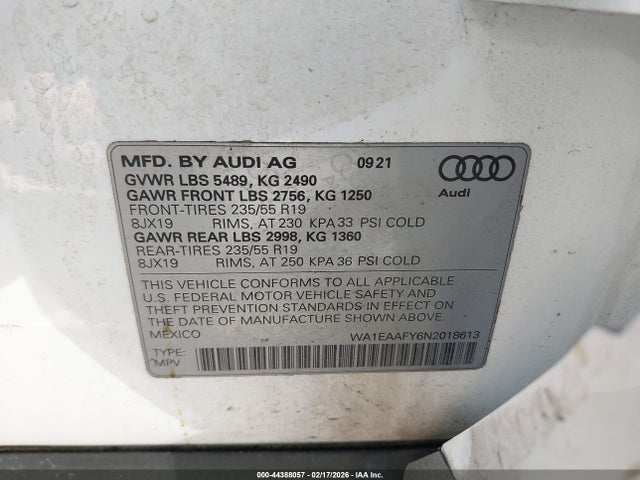 MFD. BY AUDI AG 0921
GVWR LBS 5489, KG 2490
GAWR FRONT LBS 2756, KG 1250
FRONT-TIRES 235/55 R19
8JX19 RIMS, AT 230 KPA 33 PSI COLD
GAWR REAR LBS 2998, KG 1360
REAR-TIRES 235/55 R19
8JX19 RIMS, AT 250 KPA 36 PSI COLD
Audi
THIS VEHICLE CONFORMS TO ALL APPLICABLE
U.S. FEDERAL MOTOR VEHICLE SAFETY AND
THEFT PREVENTION STANDARDS IN EFFECT ON
THE DATE OF MANUFACTURE SHOWN ABOVE.
MEXICO WA1EAAFY6N2018613
TYPE:
MPV
000-44388057 - 02/17/2026 - IAA Inc.